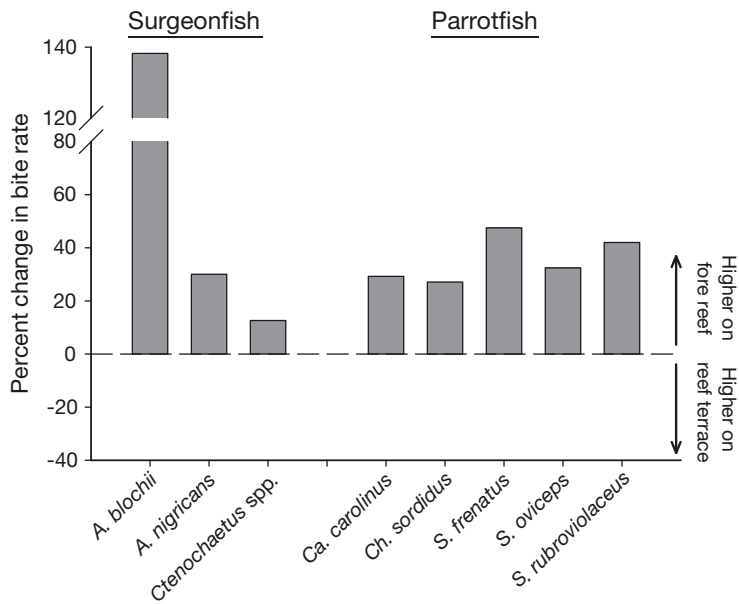 Surgeonfish
Parrotfish
Percent change in bite rate
140
120
80
60
40
20
0
-20
-40
Higher on
fore reef
Higher on
reef terrace
A. blochii
A. nigricans
Ctenochaetus spp.
Ca. carolinus
Ch. sordidus
S. frenatus
S. oviceps
S. rubroviolaceus